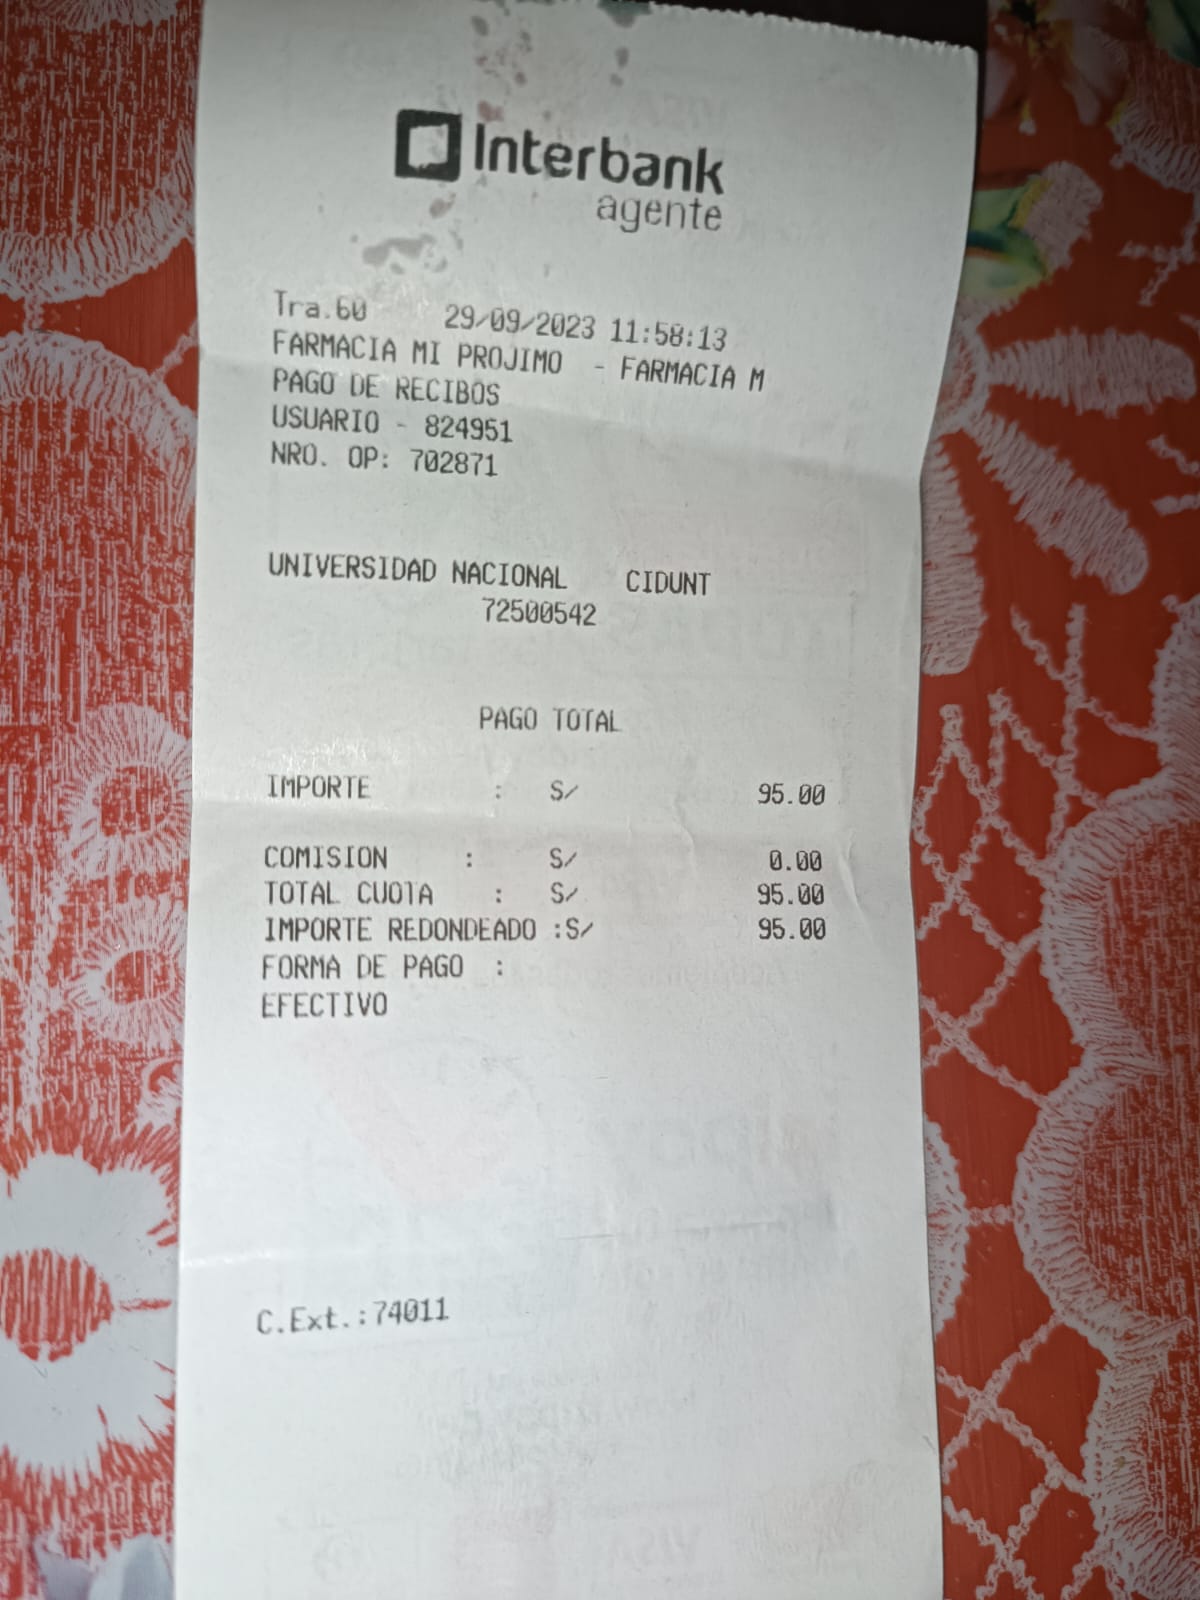 Interbank
agente
Tra.60 29/09/2023 11:58:13
FARMACIA MI PROJIMO - FARMACIA M
PAGO DE RECIBOS
USUARIO - 824951
NRO. OP: 702871
UNIVERSIDAD NACIONAL CIDUNT
72500542
PAGO TOTAL
IMPORTE : S/ 95.00
COMISION : S/ 0.00
TOTAL CUOTA : S/ 95.00
IMPORTE REDONDEADO :S/ 95.00
FORMA DE PAGO :
EFECTIVO
C.Ext.:74011